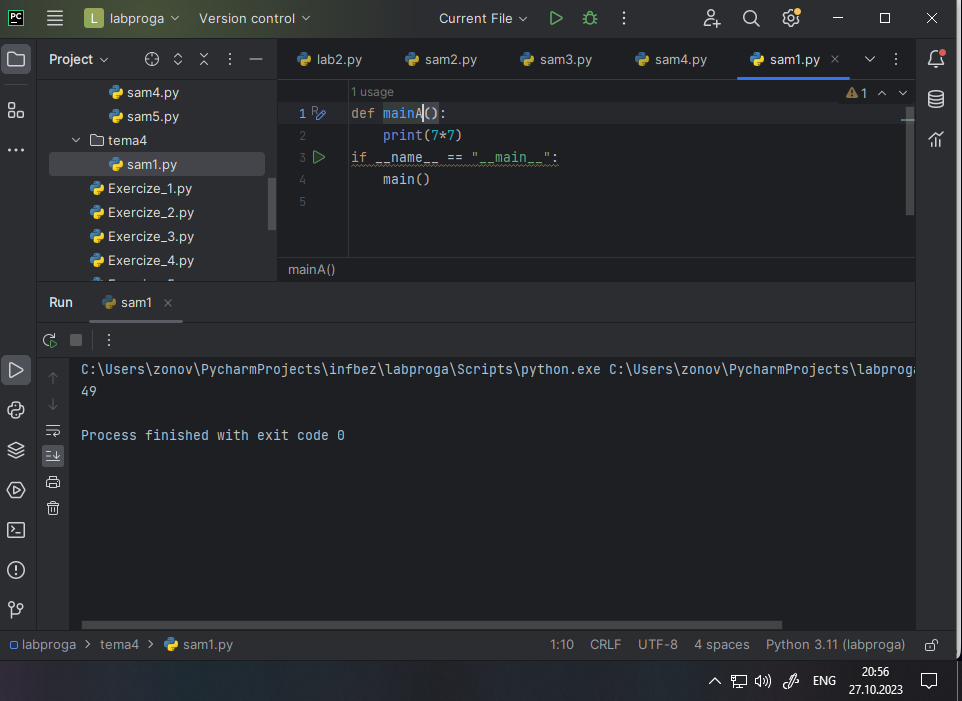 PC L labproga Version control Current File
Project
lab2.py sam2.py sam3.py sam4.py sam1.py
sam4.py
sam5.py
tema4
sam1.py
Exercize_1.py
Exercize_2.py
Exercize_3.py
Exercize_4.py
1 usage
1
1 def mainA():
2 print(7*7)
3 if __name__ == "__main__":
4 main()
5
mainA()
Run sam1
C:\Users\zonov\PycharmProjects\infbez\labproga\Scripts\python.exe C:\Users\zonov\PycharmProjects\labproga
49
Process finished with exit code 0
labproga tema4 sam1.py 1:10 CRLF UTF-8 4 spaces Python 3.11 (labproga)
ENG
20:56
27.10.2023